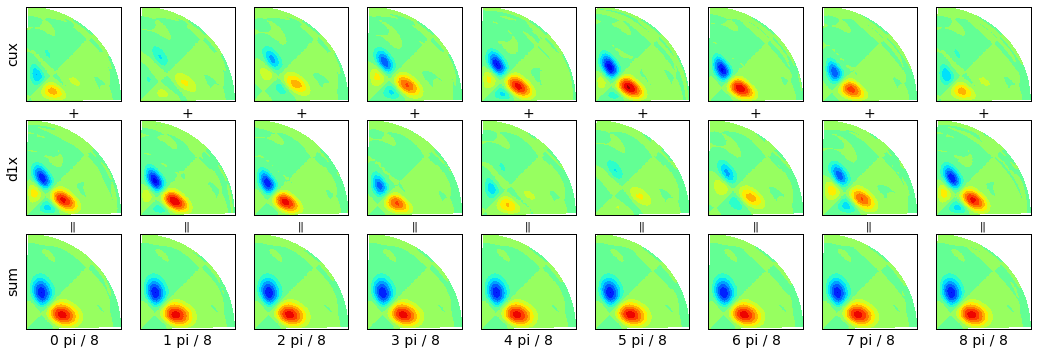 cux
+ + + + + + + + +
d1x
= = = = = = = = =
sum
0 pi / 8 1 pi / 8 2 pi / 8 3 pi / 8 4 pi / 8 5 pi / 8 6 pi / 8 7 pi / 8 8 pi / 8